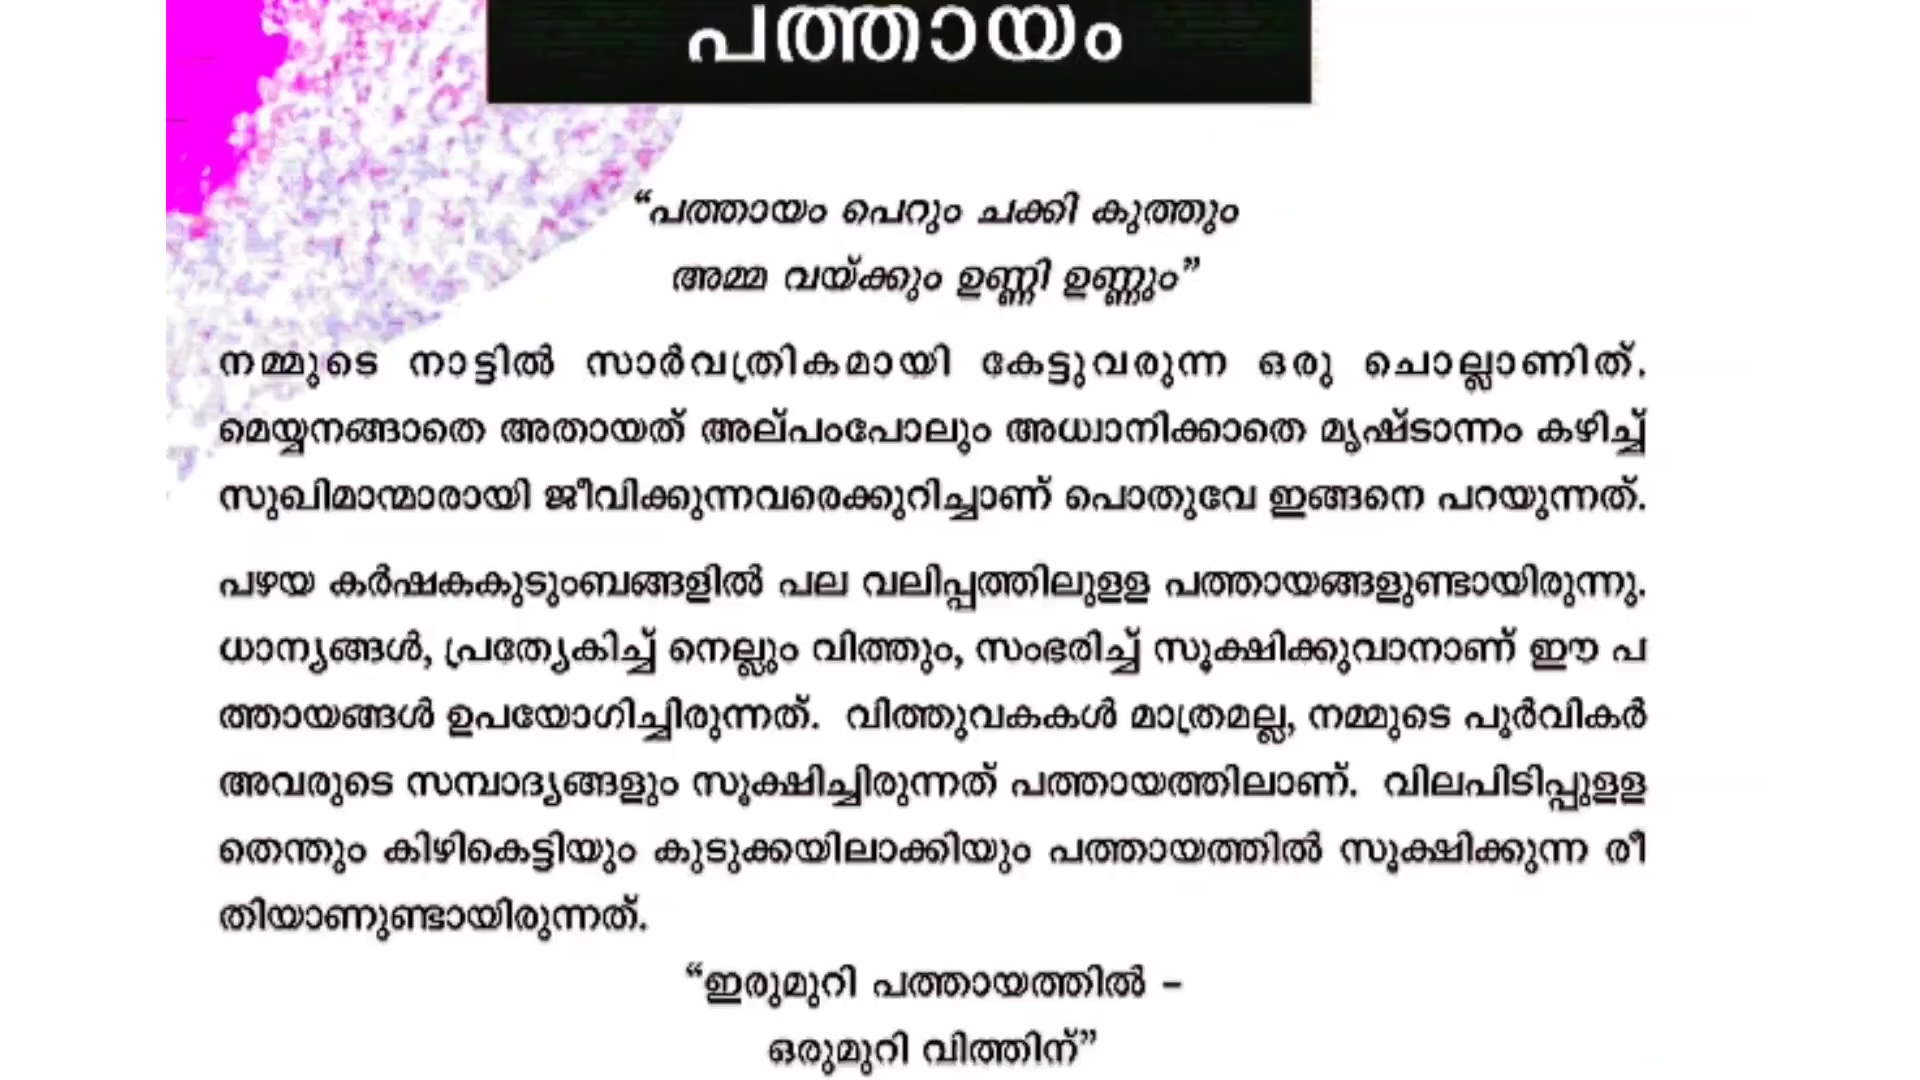 പത്തായം
“പത്തായം പെറും ചക്കി കുത്തും
അമ്മ വയ്ക്കും ഉണ്ണി ഉണ്ണും”
നമ്മുടെ നാട്ടിൽ സാർവത്രികമായി കേട്ടുവരുന്ന ഒരു ചൊല്ലാണിത്.
മെയ്യനങ്ങാതെ അതായത് അല്പംപോലും അധ്വാനിക്കാതെ മൃഷ്ടാന്നം കഴിച്ച്
സുഖിമാന്മാരായി ജീവിക്കുന്നവരെക്കുറിച്ചാണ് പൊതുവേ ഇങ്ങനെ പറയുന്നത്.
പഴയ കർഷകകുടുംബങ്ങളിൽ പല വലിപ്പത്തിലുളള പത്തായങ്ങളുണ്ടായിരുന്നു.
ധാന്യങ്ങൾ, പ്രത്യേകിച്ച് നെല്ലും വിത്തും, സംഭരിച്ച് സൂക്ഷിക്കുവാനാണ് ഈ പ
ത്തായങ്ങൾ ഉപയോഗിച്ചിരുന്നത്. വിത്തുവകകൾ മാത്രമല്ല, നമ്മുടെ പൂർവികർ
അവരുടെ സമ്പാദ്യങ്ങളും സൂക്ഷിച്ചിരുന്നത് പത്തായത്തിലാണ്. വിലപിടിപ്പുളള
തെന്തും കിഴികെട്ടിയും കുടുക്കയിലാക്കിയും പത്തായത്തിൽ സൂക്ഷിക്കുന്ന രീ
തിയാണുണ്ടായിരുന്നത്.
“ഇരുമുറി പത്തായത്തിൽ –
ഒരുമുറി വിത്തിന്”